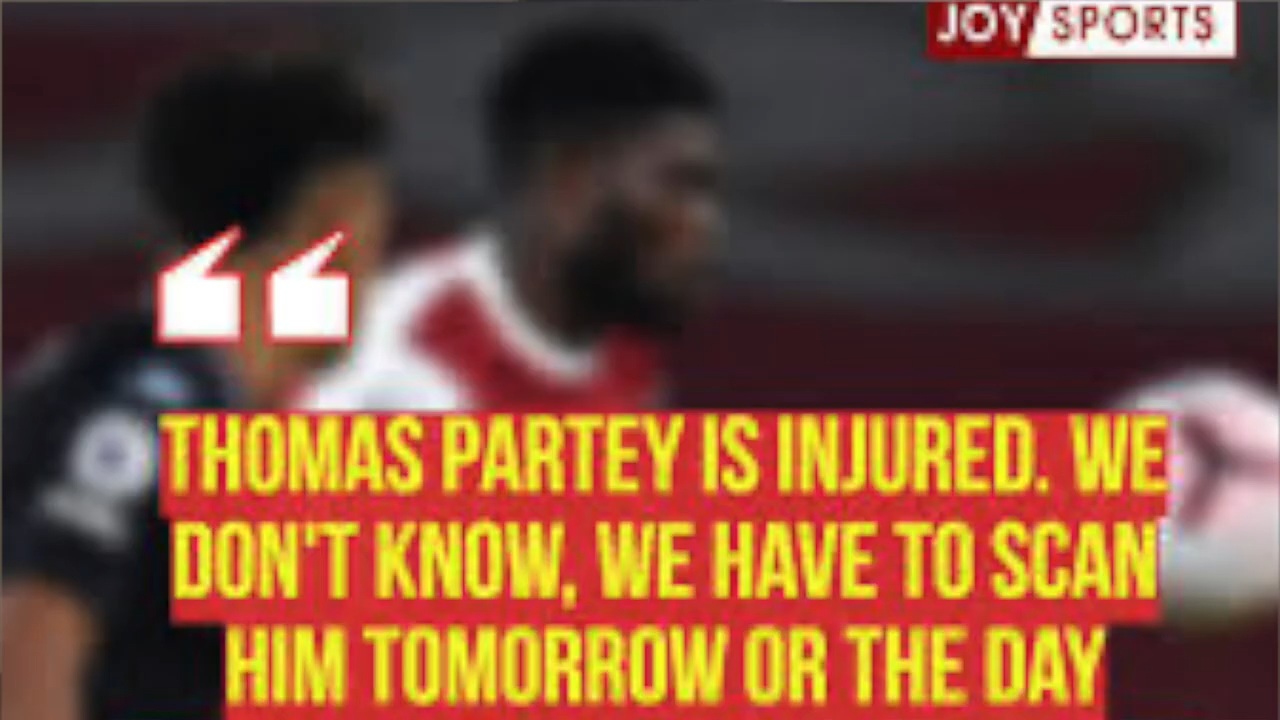 JOY SPORTS
THOMAS PARTEY IS INJURED. WE
DON'T KNOW, WE HAVE TO SCAN
HIM TOMORROW OR THE DAY